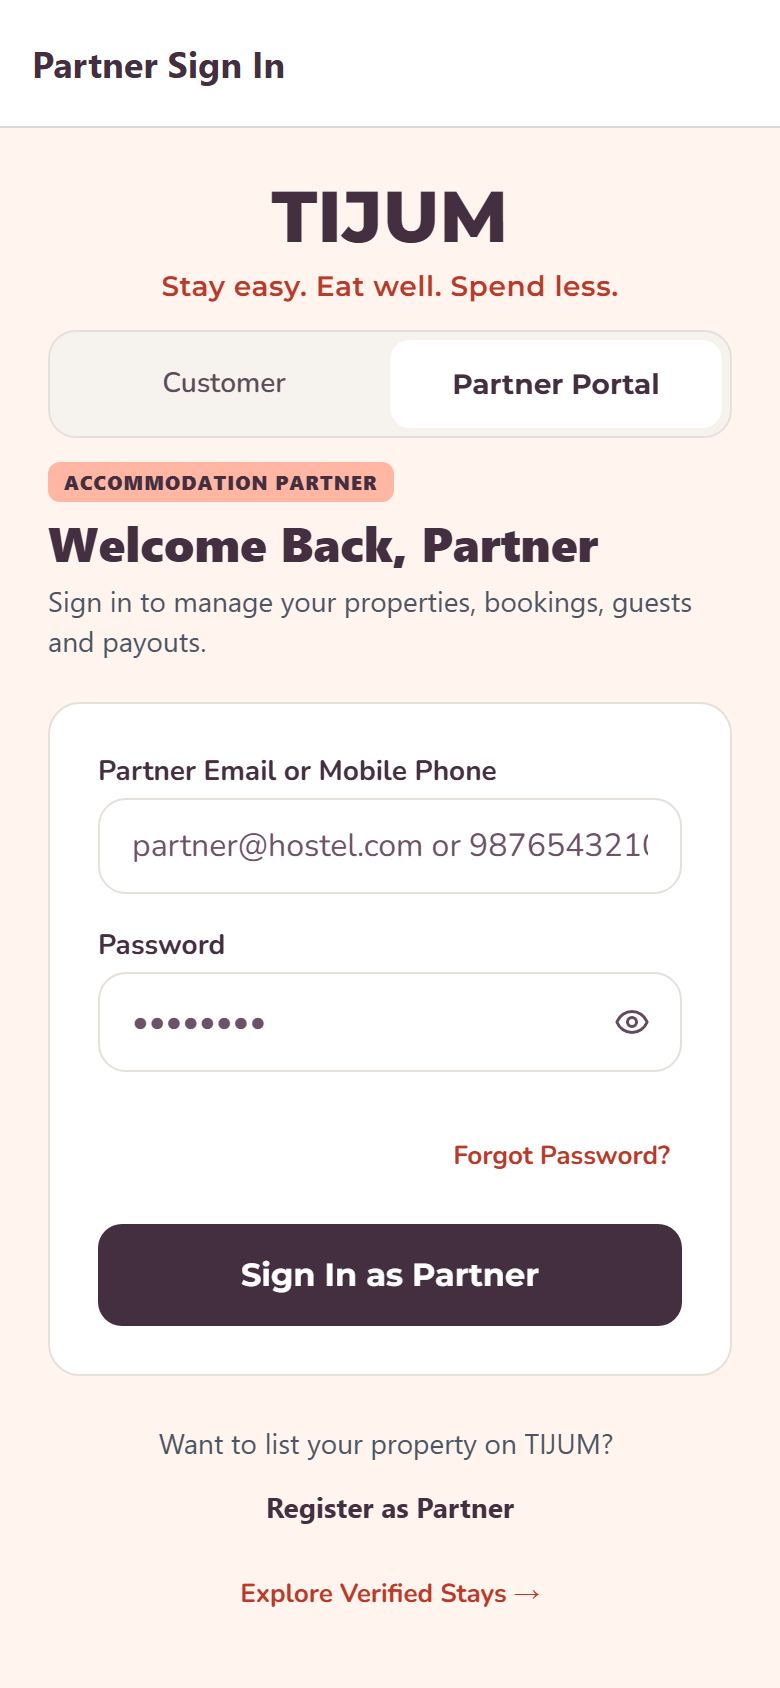 Partner Sign In
TIJUM
Stay easy. Eat well. Spend less.
Customer
Partner Portal
ACCOMMODATION PARTNER
Welcome Back, Partner
Sign in to manage your properties, bookings, guests
and payouts.
Partner Email or Mobile Phone
partner@hostel.com or 9876543210
Password
••••••••
Forgot Password?
Sign In as Partner
Want to list your property on TIJUM?
Register as Partner
Explore Verified Stays →